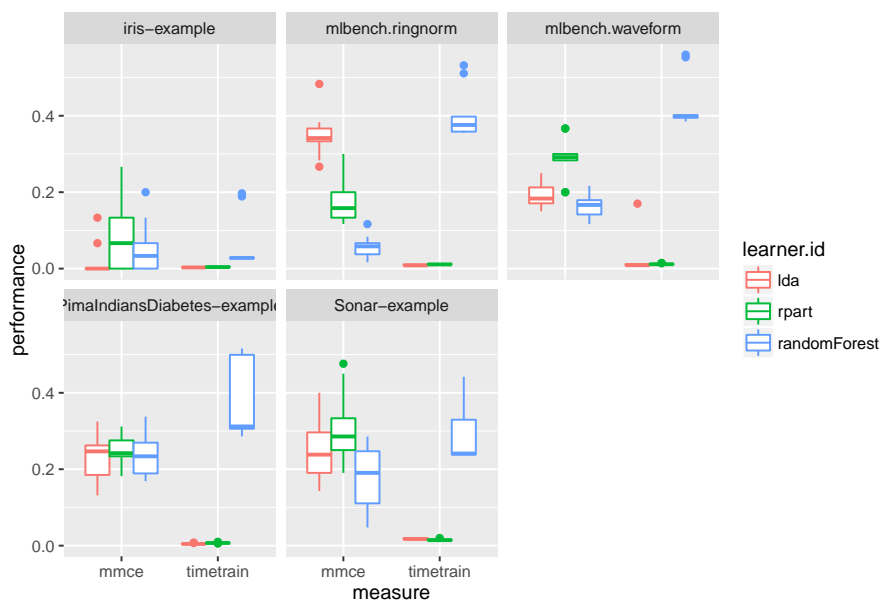 iris-example
mlbench.ringnorm
mlbench.waveform
0.4
0.2
0.0
PimaIndiansDiabetes-example
Sonar-example
0.4
0.2
0.0
mmce
timetrain
mmce
timetrain
performance
measure
learner.id
lda
rpart
randomForest